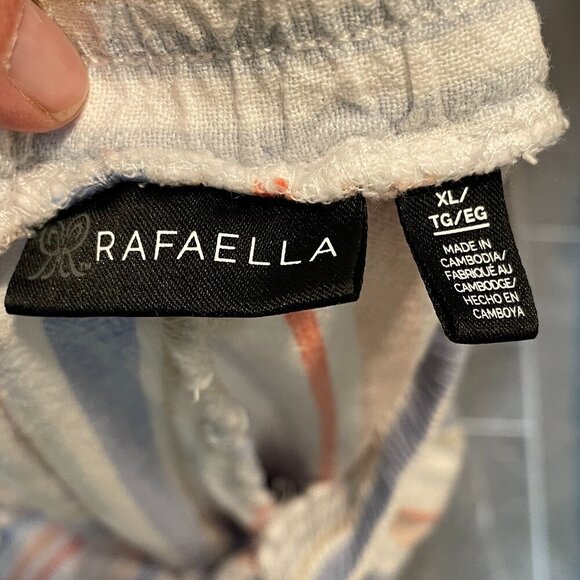 RAFAELLA
XL/
TG/EG
MADE IN
CAMBODIA/
FABRIQUÉ AU
CAMBODGE/
HECHO EN
CAMBOYA